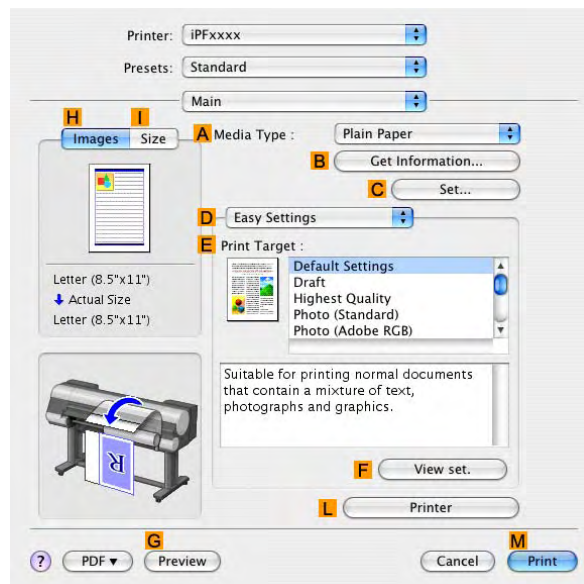 Printer: iPFxxxx
Presets: Standard
Main
H I
Images Size
A Media Type : Plain Paper
B Get Information...
C Set...
D Easy Settings
E Print Target :
Default Settings
Draft
Highest Quality
Photo (Standard)
Photo (Adobe RGB)
Letter (8.5"x11")
Actual Size
Letter (8.5"x11")
Suitable for printing normal documents
that contain a mixture of text,
photographs and graphics.
R
F View set.
L Printer
G M
? PDF Preview Cancel Print